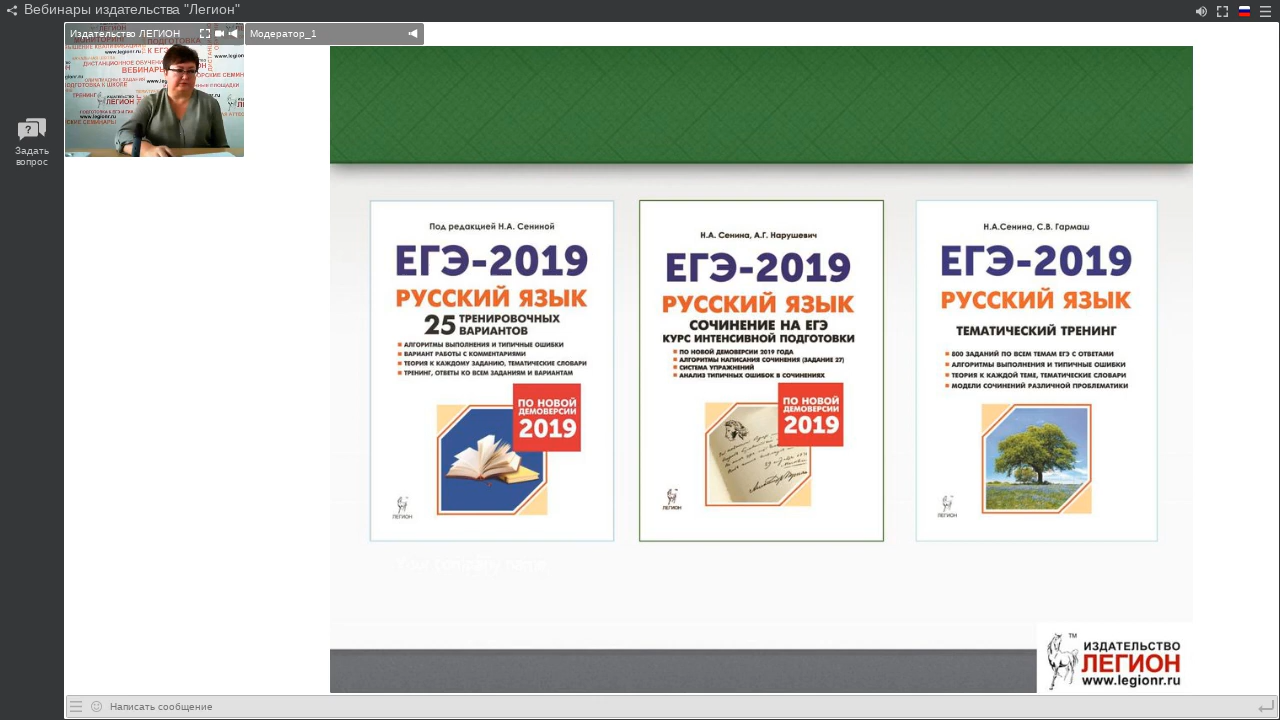 Вебинары издательства "Легион"
Издательство ЛЕГИОН
Модератор_1
Задать
вопрос
Под редакцией Н.А. Сениной
ЕГЭ-2019
РУССКИЙ ЯЗЫК
25 ТРЕНИРОВОЧНЫХ
ВАРИАНТОВ
АЛГОРИТМЫ ВЫПОЛНЕНИЯ И ТИПИЧНЫЕ ОШИБКИ
ВАРИАНТ РАБОТЫ С КОММЕНТАРИЯМИ
ТЕОРИЯ К КАЖДОМУ ЗАДАНИЮ, ТЕМАТИЧЕСКИЕ СЛОВАРИ
ТРЕНИНГ, ОТВЕТЫ КО ВСЕМ ЗАДАНИЯМ И ВАРИАНТАМ
ПО НОВОЙ
ДЕМОВЕРСИИ
2019
ЛЕГИОН
Н.А. Сенина, А.Г. Нарушевич
ЕГЭ-2019
РУССКИЙ ЯЗЫК
СОЧИНЕНИЕ НА ЕГЭ
КУРС ИНТЕНСИВНОЙ ПОДГОТОВКИ
ПО НОВОЙ ДЕМОВЕРСИИ 2019 ГОДА
АЛГОРИТМЫ НАПИСАНИЯ СОЧИНЕНИЯ (ЗАДАНИЕ 27)
СИСТЕМА УПРАЖНЕНИЙ
АНАЛИЗ ТИПИЧНЫХ ОШИБОК В СОЧИНЕНИЯХ
ПО НОВОЙ
ДЕМОВЕРСИИ
2019
ЛЕГИОН
Н.А.Сенина, С.В. Гармаш
ЕГЭ-2019
РУССКИЙ ЯЗЫК
ТЕМАТИЧЕСКИЙ ТРЕНИНГ
800 ЗАДАНИЙ ПО ВСЕМ ТЕМАМ ЕГЭ С ОТВЕТАМИ
АЛГОРИТМЫ ВЫПОЛНЕНИЯ И ТИПИЧНЫЕ ОШИБКИ
ТЕОРИЯ К КАЖДОЙ ТЕМЕ, ТЕМАТИЧЕСКИЕ СЛОВАРИ
МОДЕЛИ СОЧИНЕНИЙ РАЗЛИЧНОЙ ПРОБЛЕМАТИКИ
ЛЕГИОН
TM
ИЗДАТЕЛЬСТВО
ЛЕГИОН
www.legionr.ru
Написать сообщение